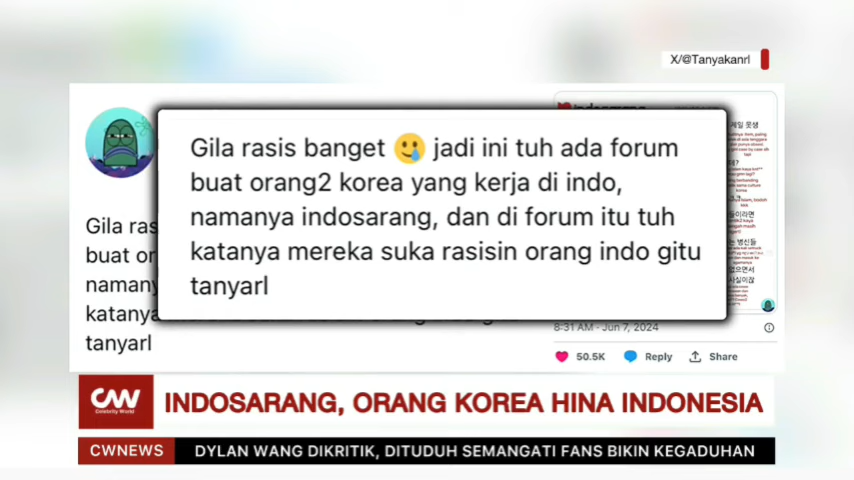 X/@Tanyakanrl
Gila rasis banget 🥲 jadi ini tuh ada forum
buat orang2 korea yang kerja di indo,
namanya indosarang, dan di forum itu tuh
katanya mereka suka rasisin orang indo gitu
tanyarl
Gila ras
buat or
namany
katanya
tanyarl
8:31 AM · Jun 7, 2024
50.5K Reply Share
CW
Celebrity World
INDOSARANG, ORANG KOREA HINA INDONESIA
CWNEWS DYLAN WANG DIKRITIK, DITUDUH SEMANGATI FANS BIKIN KEGADUHAN